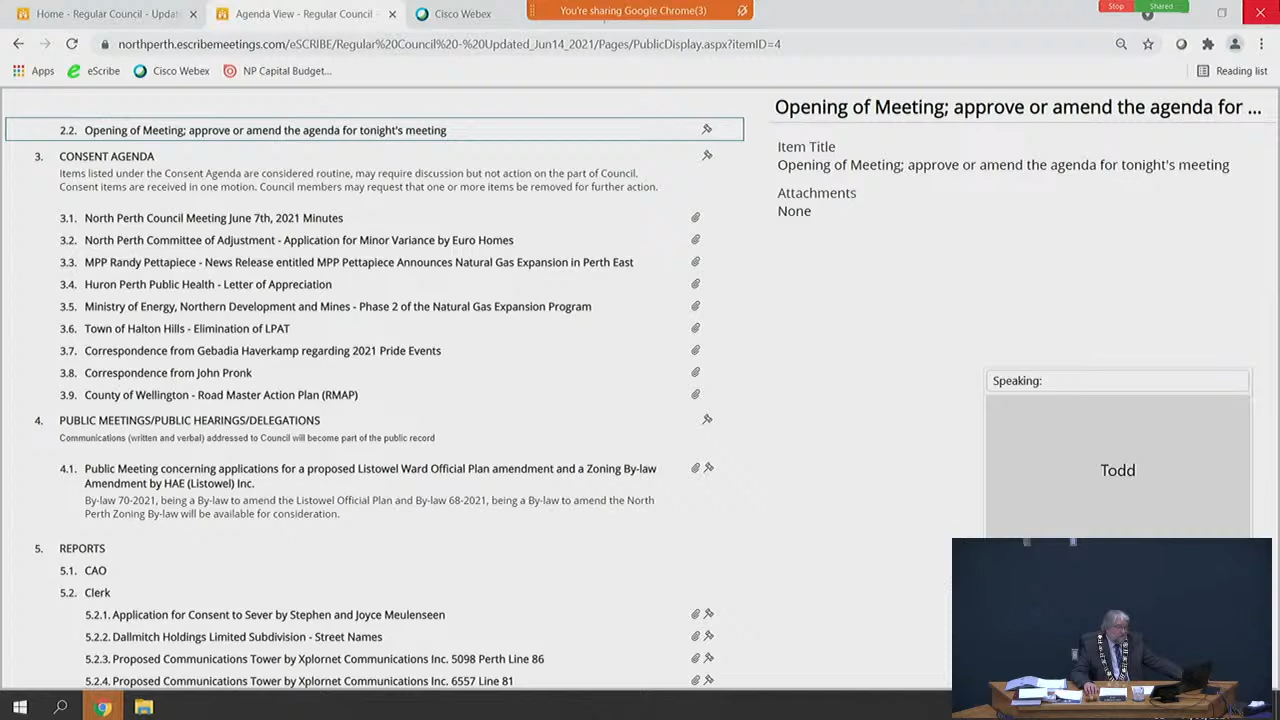 Home - Regular Council - Updat
Agenda View - Regular Council -
Cisco Webex
You're sharing Google Chrome(3)
Stop
Shared
northperth.escribemeetings.com/eSCRIBE/Regular%20Council%20-%20Updated_Jun14_2021/Pages/PublicDisplay.aspx?itemID=4
Apps
eScribe
Cisco Webex
NP Capital Budget...
Reading list
2.2. Opening of Meeting; approve or amend the agenda for tonight's meeting
3. CONSENT AGENDA
Items listed under the Consent Agenda are considered routine, may require discussion but not action on the part of Council.
Consent items are received in one motion. Council members may request that one or more items be removed for further action.
3.1. North Perth Council Meeting June 7th, 2021 Minutes
3.2. North Perth Committee of Adjustment - Application for Minor Variance by Euro Homes
3.3. MPP Randy Pettapiece - News Release entitled MPP Pettapiece Announces Natural Gas Expansion in Perth East
3.4. Huron Perth Public Health - Letter of Appreciation
3.5. Ministry of Energy, Northern Development and Mines - Phase 2 of the Natural Gas Expansion Program
3.6. Town of Halton Hills - Elimination of LPAT
3.7. Correspondence from Gebadia Haverkamp regarding 2021 Pride Events
3.8. Correspondence from John Pronk
3.9. County of Wellington - Road Master Action Plan (RMAP)
4. PUBLIC MEETINGS/PUBLIC HEARINGS/DELEGATIONS
Communications (written and verbal) addressed to Council will become part of the public record
4.1. Public Meeting concerning applications for a proposed Listowel Ward Official Plan amendment and a Zoning By-law
Amendment by HAE (Listowel) Inc.
By-law 70-2021, being a By-law to amend the Listowel Official Plan and By-law 68-2021, being a By-law to amend the North
Perth Zoning By-law will be available for consideration.
5. REPORTS
5.1. CAO
5.2. Clerk
5.2.1. Application for Consent to Sever by Stephen and Joyce Meulenseen
5.2.2. Dallmitch Holdings Limited Subdivision - Street Names
5.2.3. Proposed Communications Tower by Xplornet Communications Inc. 5098 Perth Line 86
5.2.4. Proposed Communications Tower by Xplornet Communications Inc. 6557 Line 81
Opening of Meeting; approve or amend the agenda for ...
Item Title
Opening of Meeting; approve or amend the agenda for tonight's meeting
Attachments
None
Speaking:
Todd